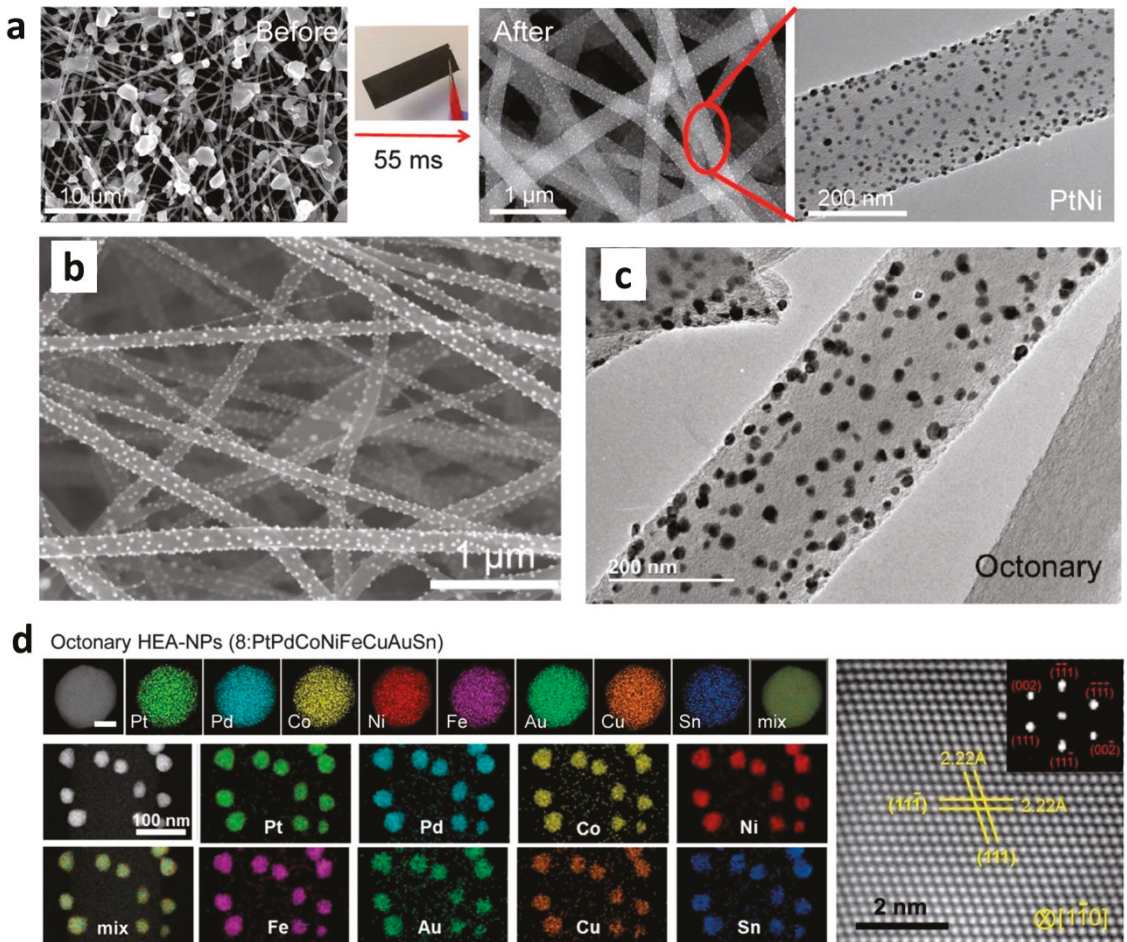 a
Before
10 μm
55 ms
After
1 μm
200 nm
PtNi
b
1 μm
c
200 nm
Octonary
d
Octonary HEA-NPs (8:PtPdCoNiFeCuAuSn)
Pt
Pd
Co
Ni
Fe
Au
Cu
Sn
mix
100 nm
Pt
Pd
Co
Ni
mix
Fe
Au
Cu
Sn
(1̅1̅1)
(002)
(1̅1̅1̅)
(111)
(002̅)
(111̅)
2.22A
(111̅)
2.22A
(111)
2 nm
⊗[11̅0]